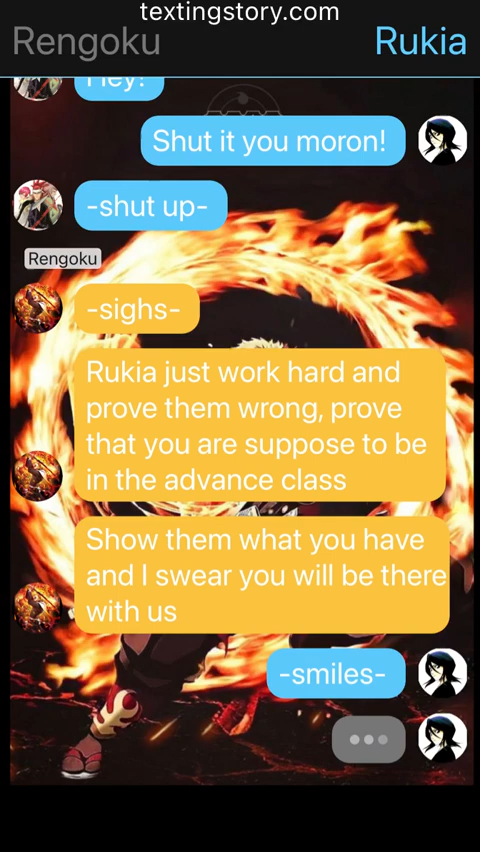 textingstory.com
Rengoku
Rukia
Hey!
Shut it you moron!
-shut up-
Rengoku
-sighs-
Rukia just work hard and
prove them wrong, prove
that you are suppose to be
in the advance class
Show them what you have
and I swear you will be there
with us
-smiles-